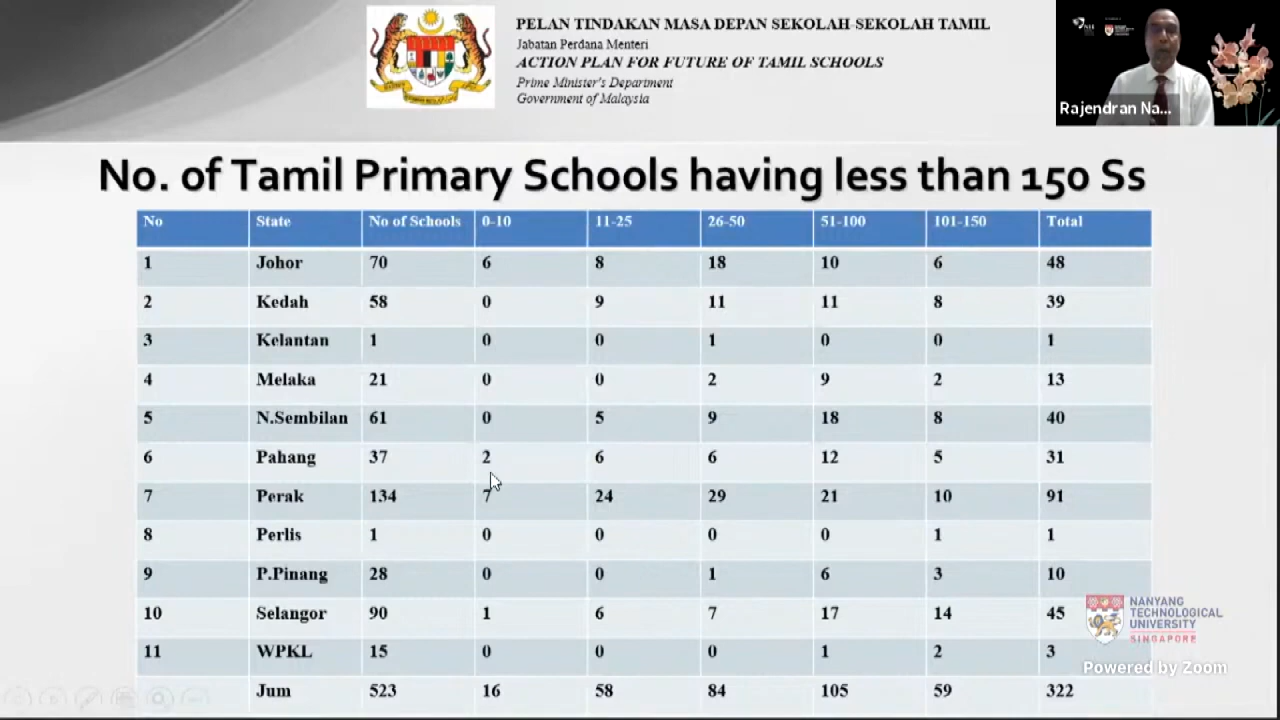 PELAN TINDAKAN MASA DEPAN SEKOLAH-SEKOLAH TAMIL
Jabatan Perdana Menteri
ACTION PLAN FOR FUTURE OF TAMIL SCHOOLS
Prime Minister's Department
Government of Malaysia
Rajendran Na...
No. of Tamil Primary Schools having less than 150 Ss
No State No of Schools 0-10 11-25 26-50 51-100 101-150 Total
1 Johor 70 6 8 18 10 6 48
2 Kedah 58 0 9 11 11 8 39
3 Kelantan 1 0 0 1 0 0 1
4 Melaka 21 0 0 2 9 2 13
5 N.Sembilan 61 0 5 9 18 8 40
6 Pahang 37 2 6 6 12 5 31
7 Perak 134 7 24 29 21 10 91
8 Perlis 1 0 0 0 0 1 1
9 P.Pinang 28 0 0 1 6 3 10
10 Selangor 90 1 6 7 17 14 45
11 WPKL 15 0 0 0 1 2 3
Jum 523 16 58 84 105 59 322
NANYANG
TECHNOLOGICAL
UNIVERSITY
SINGAPORE
Powered by Zoom